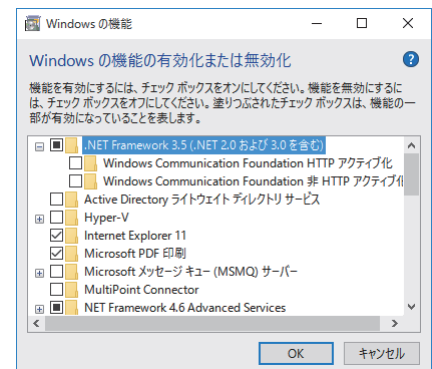 Windows の機能
Windows の機能の有効化または無効化
機能を有効にするには、チェック ボックスをオンにしてください。機能を無効にするに
は、チェック ボックスをオフにしてください。塗りつぶされたチェック ボックスは、機能の一
部が有効になっていることを表します。
.NET Framework 3.5 (.NET 2.0 および 3.0 を含む)
Windows Communication Foundation HTTP アクティブ化
Windows Communication Foundation 非 HTTP アクティブ化
Active Directory ライトウェイト ディレクトリ サービス
Hyper-V
Internet Explorer 11
Microsoft PDF 印刷
Microsoft メッセージ キュー (MSMQ) サーバー
MultiPoint Connector
NET Framework 4.6 Advanced Services
OK
キャンセル